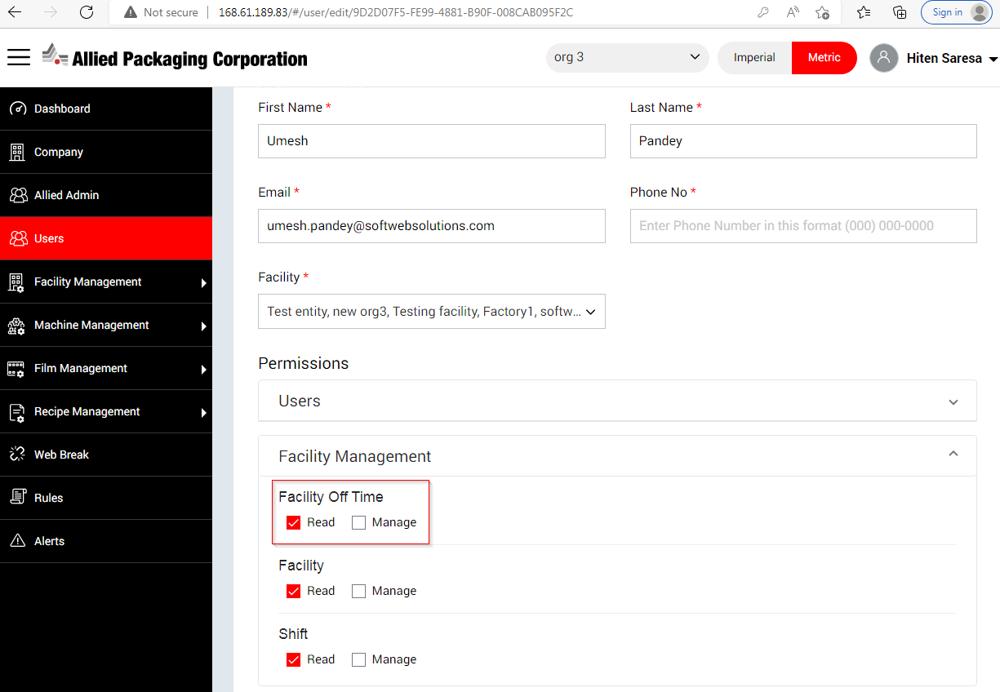 Not secure
168.61.189.83/#/user/edit/9D2D07F5-FE99-4881-B90F-008CAB095F2C
Sign in
Allied Packaging Corporation
org 3
Imperial
Metric
Hiten Saresa
Dashboard
Company
Allied Admin
Users
Facility Management
Machine Management
Film Management
Recipe Management
Web Break
Rules
Alerts
First Name *
Last Name *
Umesh
Pandey
Email *
Phone No *
umesh.pandey@softwebsolutions.com
Enter Phone Number in this format (000) 000-0000
Facility *
Test entity, new org3, Testing facility, Factory1, softw...
Permissions
Users
Facility Management
Facility Off Time
Read Manage
Facility
Read Manage
Shift
Read Manage